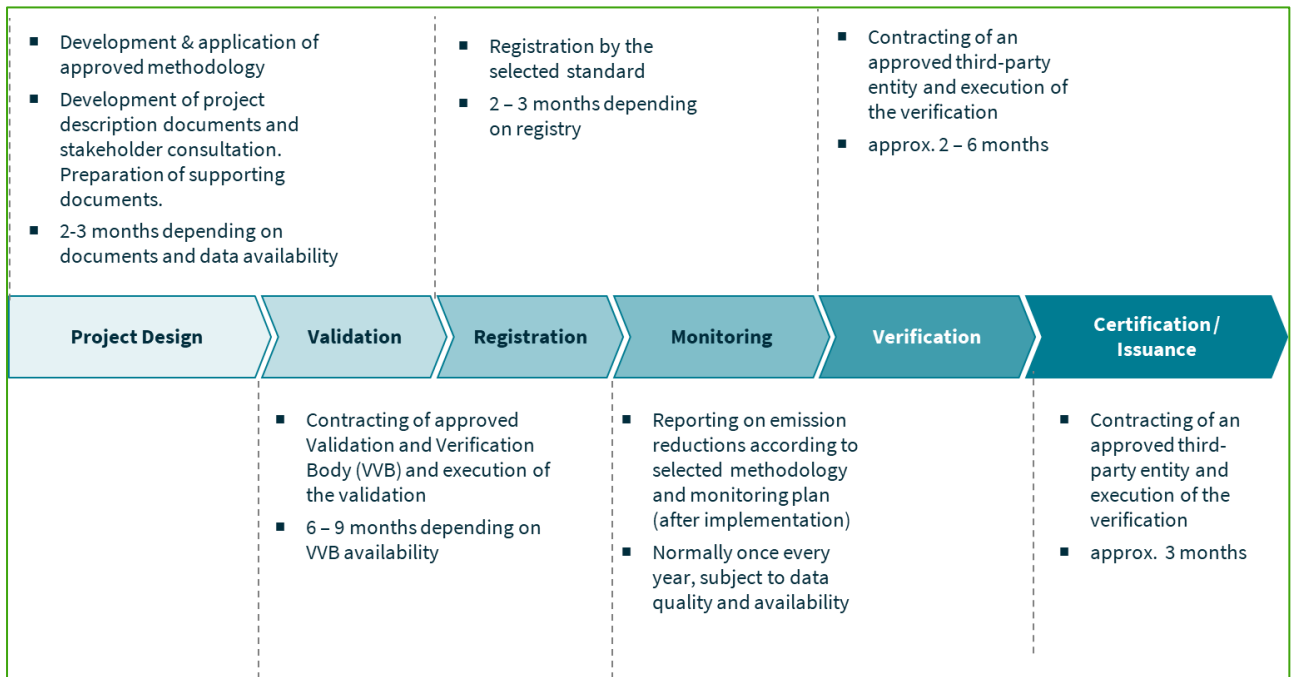 ▪ Development & application of
approved methodology
▪ Development of project
description documents and
stakeholder consultation.
Preparation of supporting
documents.
▪ 2-3 months depending on
documents and data availability
▪ Registration by the
selected standard
▪ 2 – 3 months depending
on registry
▪ Contracting of an
approved third-party
entity and execution of
the verification
▪ approx. 2 – 6 months
Project Design
Validation
Registration
Monitoring
Verification
Certification/
Issuance
▪ Contracting of approved
Validation and Verification
Body (VVB) and execution of
the validation
▪ 6 – 9 months depending on
VVB availability
▪ Reporting on emission
reductions according to
selected methodology
and monitoring plan
(after implementation)
▪ Normally once every
year, subject to data
quality and availability
▪ Contracting of an
approved third-
party entity and
execution of the
verification
▪ approx. 3 months